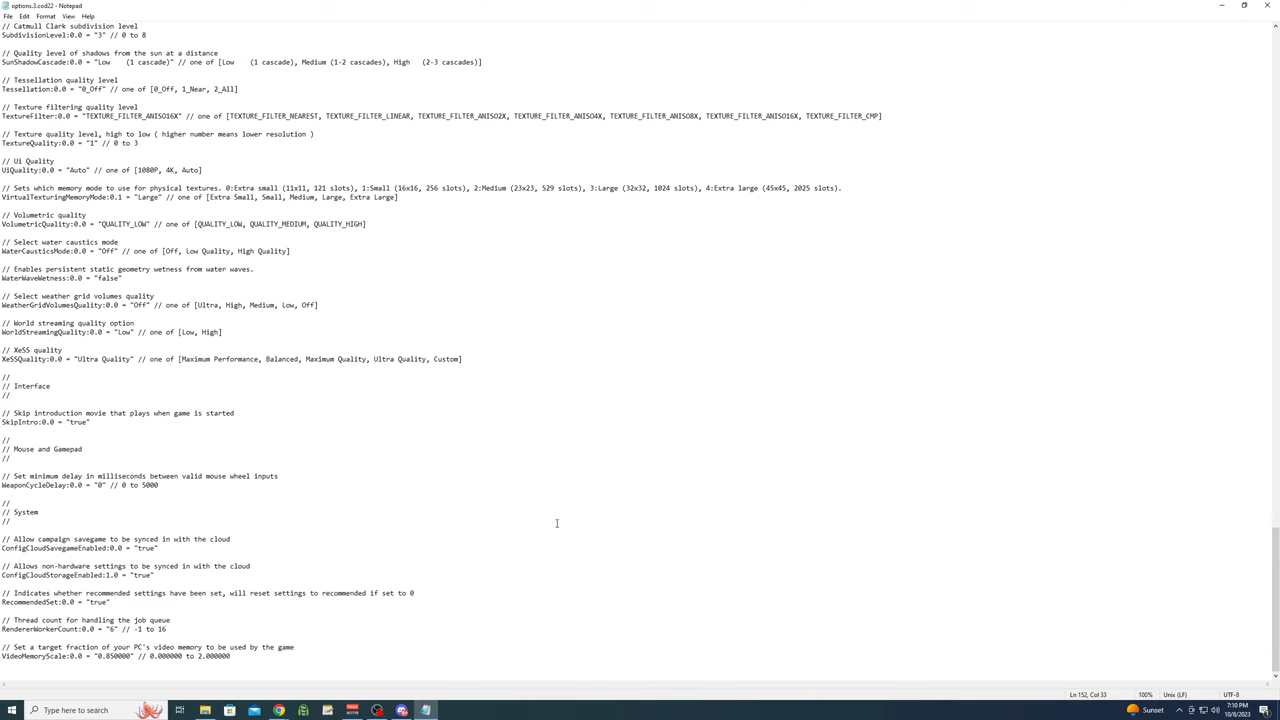 options.3.cod22 - Notepad
File Edit Format View Help
// Catmull Clark subdivision level
SubdivisionLevel:0.0 = "3" // 0 to 8
// Quality level of shadows from the sun at a distance
SunShadowCascade:0.0 = "Low    (1 cascade)" // one of [Low    (1 cascade), Medium (1-2 cascades), High   (2-3 cascades)]
// Tessellation quality level
Tessellation:0.0 = "0_Off" // one of [0_Off, 1_Near, 2_All]
// Texture filtering quality level
TextureFilter:0.0 = "TEXTURE_FILTER_ANISO16X" // one of [TEXTURE_FILTER_NEAREST, TEXTURE_FILTER_LINEAR, TEXTURE_FILTER_ANISO2X, TEXTURE_FILTER_ANISO4X, TEXTURE_FILTER_ANISO8X, TEXTURE_FILTER_ANISO16X, TEXTURE_FILTER_CMP]
// Texture quality level, high to low ( higher number means lower resolution )
TextureQuality:0.0 = "1" // 0 to 3
// Ui Quality
UiQuality:0.0 = "Auto" // one of [1080P, 4K, Auto]
// Sets which memory mode to use for physical textures. 0:Extra small (11x11, 121 slots), 1:Small (16x16, 256 slots), 2:Medium (23x23, 529 slots), 3:Large (32x32, 1024 slots), 4:Extra large (45x45, 2025 slots).
VirtualTexturingMemoryMode:0.1 = "Large" // one of [Extra Small, Small, Medium, Large, Extra Large]
// Volumetric quality
VolumetricQuality:0.0 = "QUALITY_LOW" // one of [QUALITY_LOW, QUALITY_MEDIUM, QUALITY_HIGH]
// Select water caustics mode
WaterCausticsMode:0.0 = "Off" // one of [Off, Low Quality, High Quality]
// Enables persistent static geometry wetness from water waves.
WaterWaveWetness:0.0 = "false"
// Select weather grid volumes quality
WeatherGridVolumesQuality:0.0 = "Off" // one of [Ultra, High, Medium, Low, Off]
// World streaming quality option
WorldStreamingQuality:0.0 = "Low" // one of [Low, High]
// XeSS quality
XeSSQuality:0.0 = "Ultra Quality" // one of [Maximum Performance, Balanced, Maximum Quality, Ultra Quality, Custom]
//
// Interface
//
// Skip introduction movie that plays when game is started
SkipIntro:0.0 = "true"
//
// Mouse and Gamepad
//
// Set minimum delay in milliseconds between valid mouse wheel inputs
WeaponCycleDelay:0.0 = "0" // 0 to 5000
//
// System
//
// Allow campaign savegame to be synced in with the cloud
ConfigCloudSavegameEnabled:0.0 = "true"
// Allows non-hardware settings to be synced in with the cloud
ConfigCloudStorageEnabled:1.0 = "true"
// Indicates whether recommended settings have been set, will reset settings to recommended if set to 0
RecommendedSet:0.0 = "true"
// Thread count for handling the job queue
RendererWorkerCount:0.0 = "6" // -1 to 16
// Set a target fraction of your PC's video memory to be used by the game
VideoMemoryScale:0.0 = "0.850000" // 0.000000 to 2.000000
Ln 152, Col 33 100% Unix (LF) UTF-8
Type here to search Sunset 7:10 PM
10/8/2023